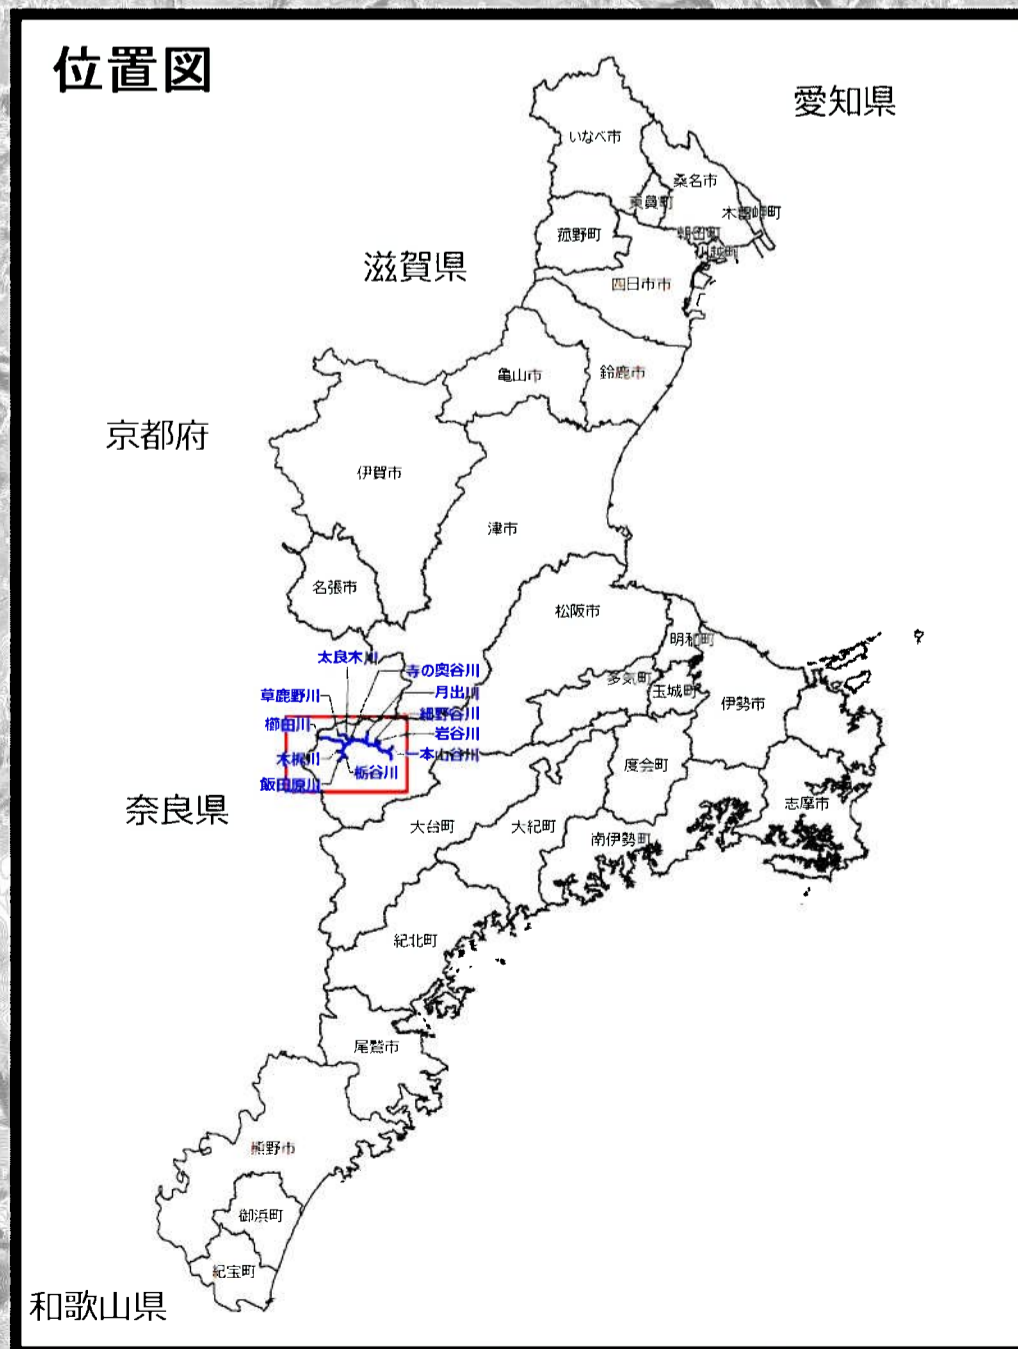 位置図
愛知県
いなべ市
桑名市
東員町
木曽岬町
菰野町
朝日町
川越町
滋賀県
四日市市
亀山市
鈴鹿市
京都府
伊賀市
津市
名張市
松阪市
明和町
太良木川
寺の奥谷川
多気町
玉城町
草鹿野川
月出川
伊勢市
櫛田川
細野谷川
岩谷川
木梶川
一本山谷川
度会町
栃谷川
飯田原川
奈良県
志摩市
大台町
大紀町
南伊勢町
紀北町
尾鷲市
熊野市
御浜町
紀宝町
和歌山県